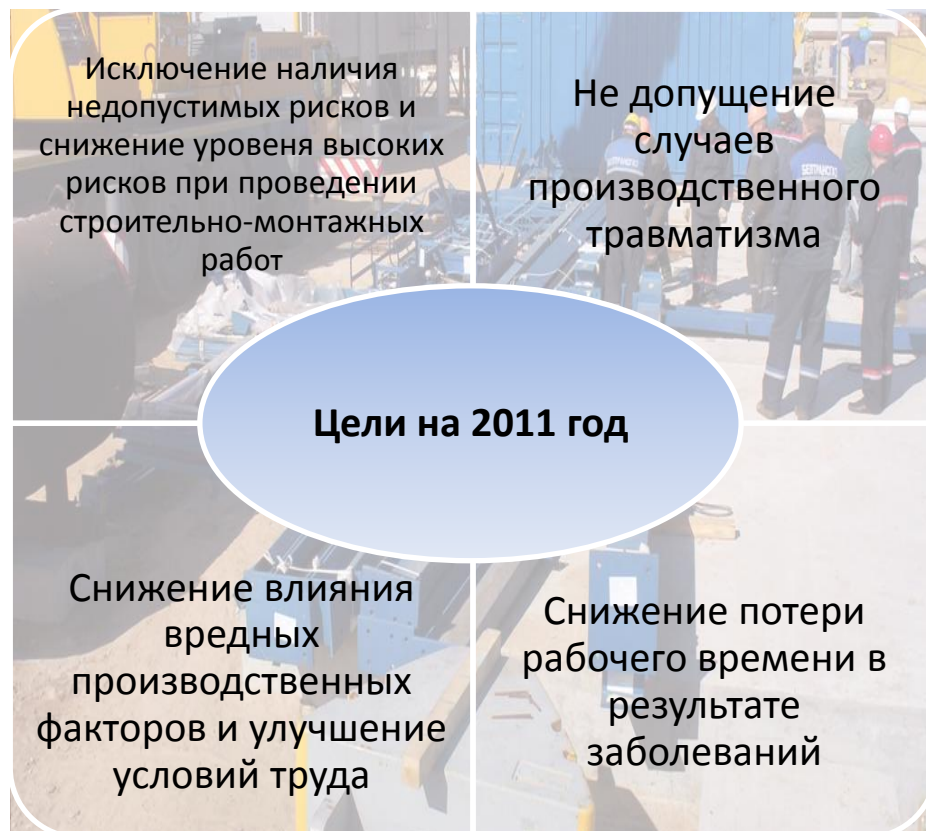 Исключение наличия
недопустимых рисков и
снижение уровеня высоких
рисков при проведении
строительно-монтажных
работ
Не допущение
случаев
производственного
травматизма
Цели на 2011 год
Снижение влияния
вредных
производственных
факторов и улучшение
условий труда
Снижение потери
рабочего времени в
результате
заболеваний